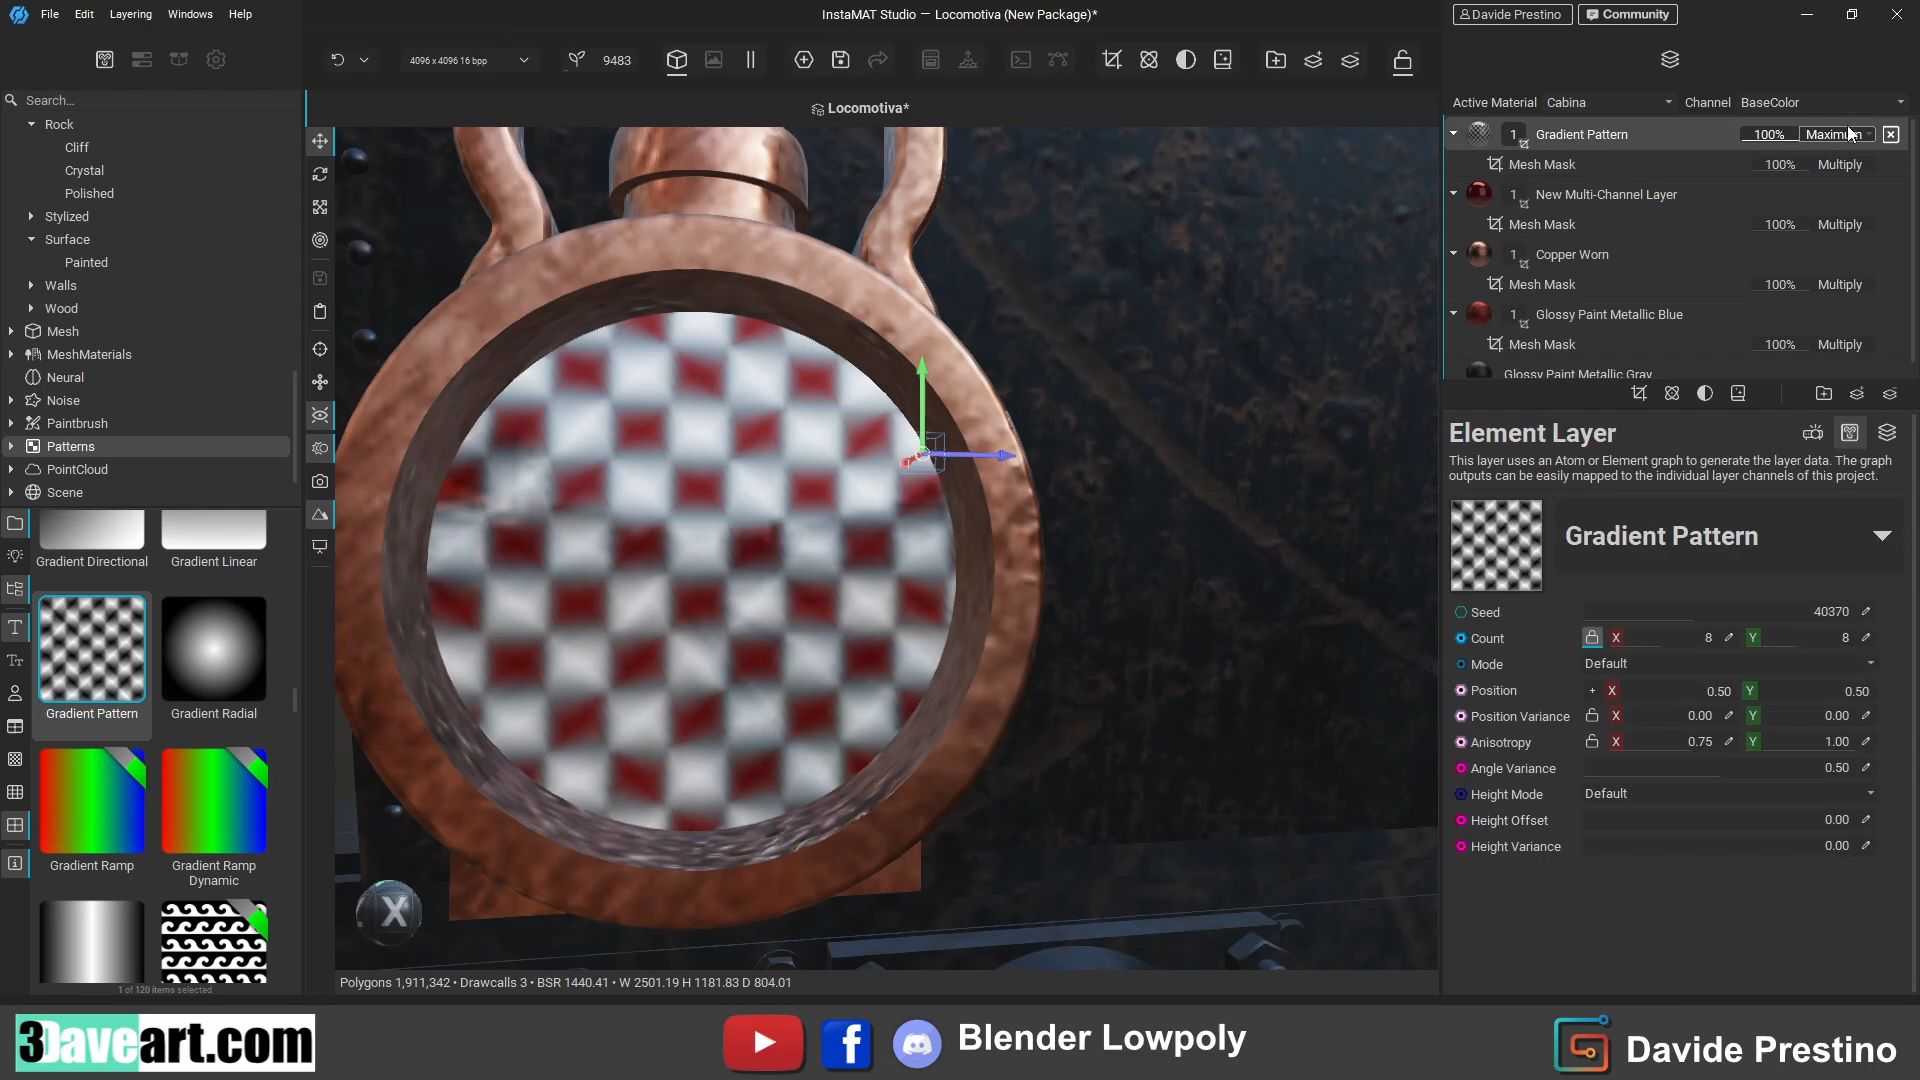 File Edit Layering Windows Help
InstaMAT Studio — Locomotiva (New Package)*
Davide Prestino Community
4096 x 4096 16 bpp 9483
Search...
Locomotiva*
Active Material Cabina Channel BaseColor
Rock
Cliff
Crystal
Polished
Stylized
Surface
Painted
Walls
Wood
Mesh
MeshMaterials
Neural
Noise
Paintbrush
Patterns
PointCloud
Scene
Gradient Directional Gradient Linear
Gradient Pattern Gradient Radial
Gradient Ramp Gradient Ramp
Dynamic
1 of 120 items selected
X
Polygons 1,911,342 • Drawcalls 3 • BSR 1440.41 • W 2501.19 H 1181.83 D 804.01
1 Gradient Pattern 100% Maximum
Mesh Mask 100% Multiply
1 New Multi-Channel Layer
Mesh Mask 100% Multiply
1 Copper Worn
Mesh Mask 100% Multiply
1 Glossy Paint Metallic Blue
Mesh Mask 100% Multiply
Glossy Paint Metallic Gray
Element Layer
This layer uses an Atom or Element graph to generate the layer data. The graph
outputs can be easily mapped to the individual layer channels of this project.
Gradient Pattern
Seed 40370
Count X 8 Y 8
Mode Default
Position + X 0.50 Y 0.50
Position Variance X 0.00 Y 0.00
Anisotropy X 0.75 Y 1.00
Angle Variance 0.50
Height Mode Default
Height Offset 0.00
Height Variance 0.00
3Daveart.com
Blender Lowpoly
Davide Prestino